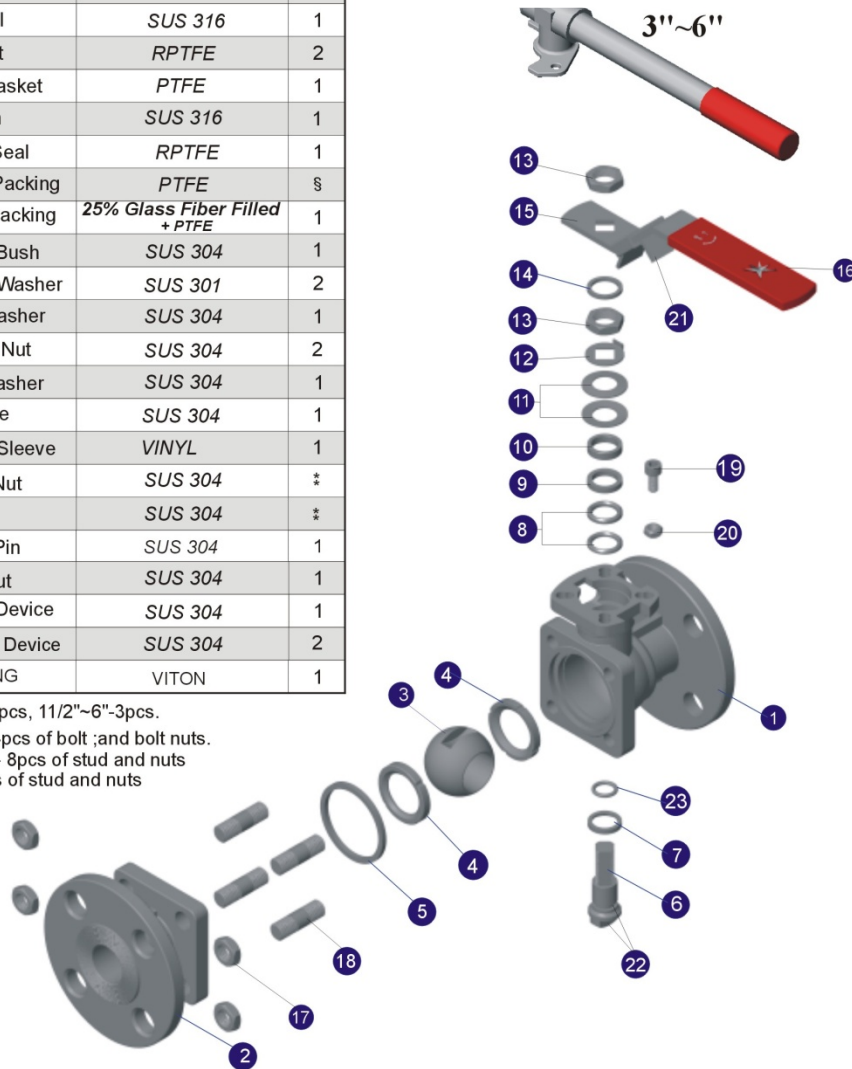 l SUS 316 1
t RPTFE 2
asket PTFE 1
SUS 316 1
Seal RPTFE 1
Packing PTFE §
acking 25% Glass Fiber Filled + PTFE 1
Bush SUS 304 1
Washer SUS 301 2
asher SUS 304 1
Nut SUS 304 2
asher SUS 304 1
e SUS 304 1
Sleeve VINYL 1
Nut SUS 304 **
SUS 304 **
Pin SUS 304 1
ut SUS 304 1
Device SUS 304 1
Device SUS 304 2
NG VITON 1
pcs, 11/2"~6"-3pcs.
pcs of bolt ;and bolt nuts.
8pcs of stud and nuts
s of stud and nuts
3"~6"
13
15
16
14
21
13
12
11
10
9
19
8
20
4
3
1
23
4
7
5
6
18
22
17
2